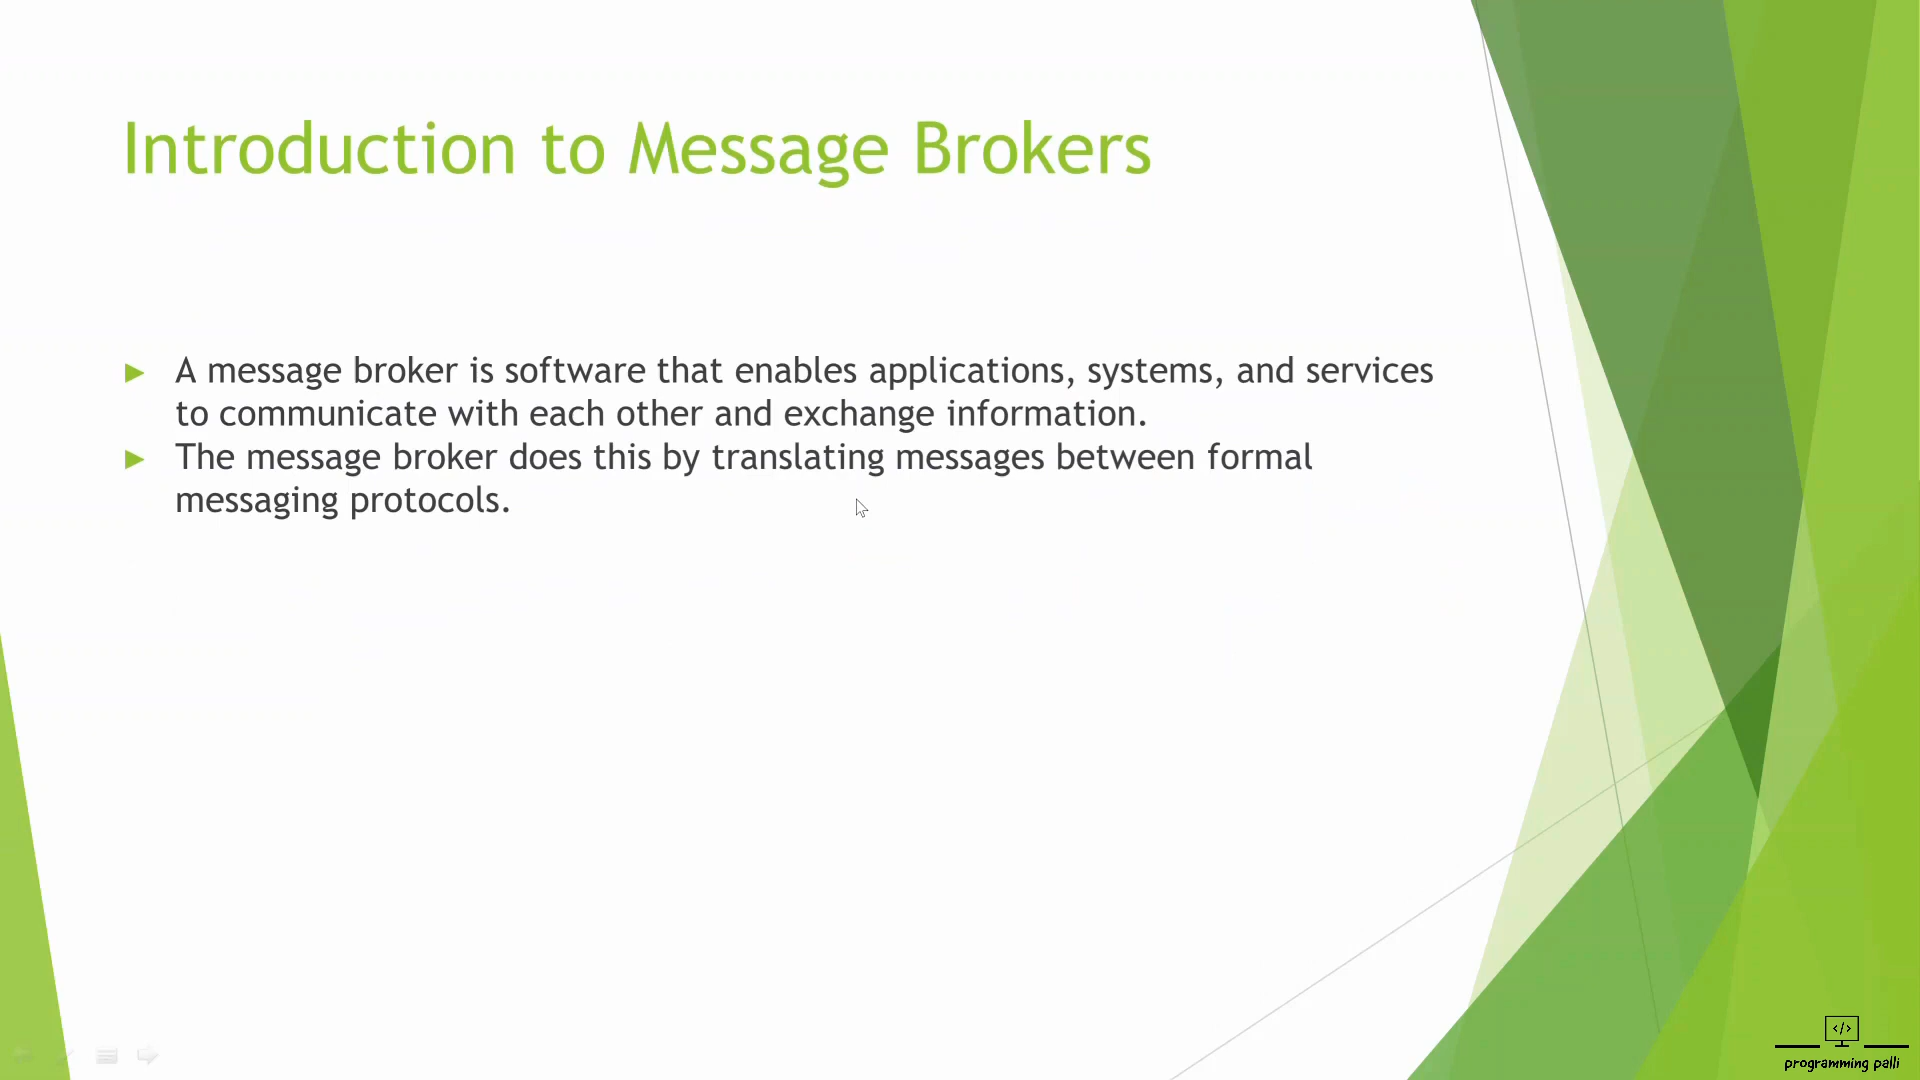 Introduction to Message Brokers
► A message broker is software that enables applications, systems, and services
to communicate with each other and exchange information.
► The message broker does this by translating messages between formal
messaging protocols.
</>
programming palli